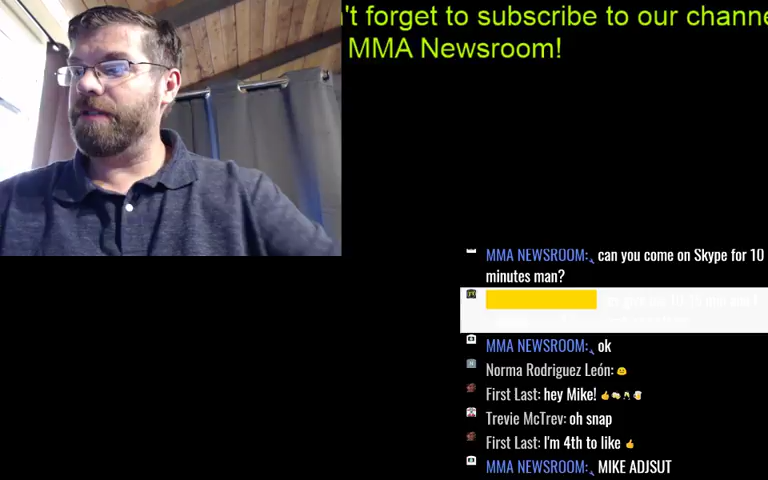 't forget to subscribe to our channe
MMA Newsroom!
MMA NEWSROOM: can you come on Skype for 10
minutes man?
MMA NEWSROOM: ok
Norma Rodriguez León:
First Last: hey Mike!
Trevie McTrev: oh snap
First Last: I'm 4th to like
MMA NEWSROOM: MIKE ADJSUT